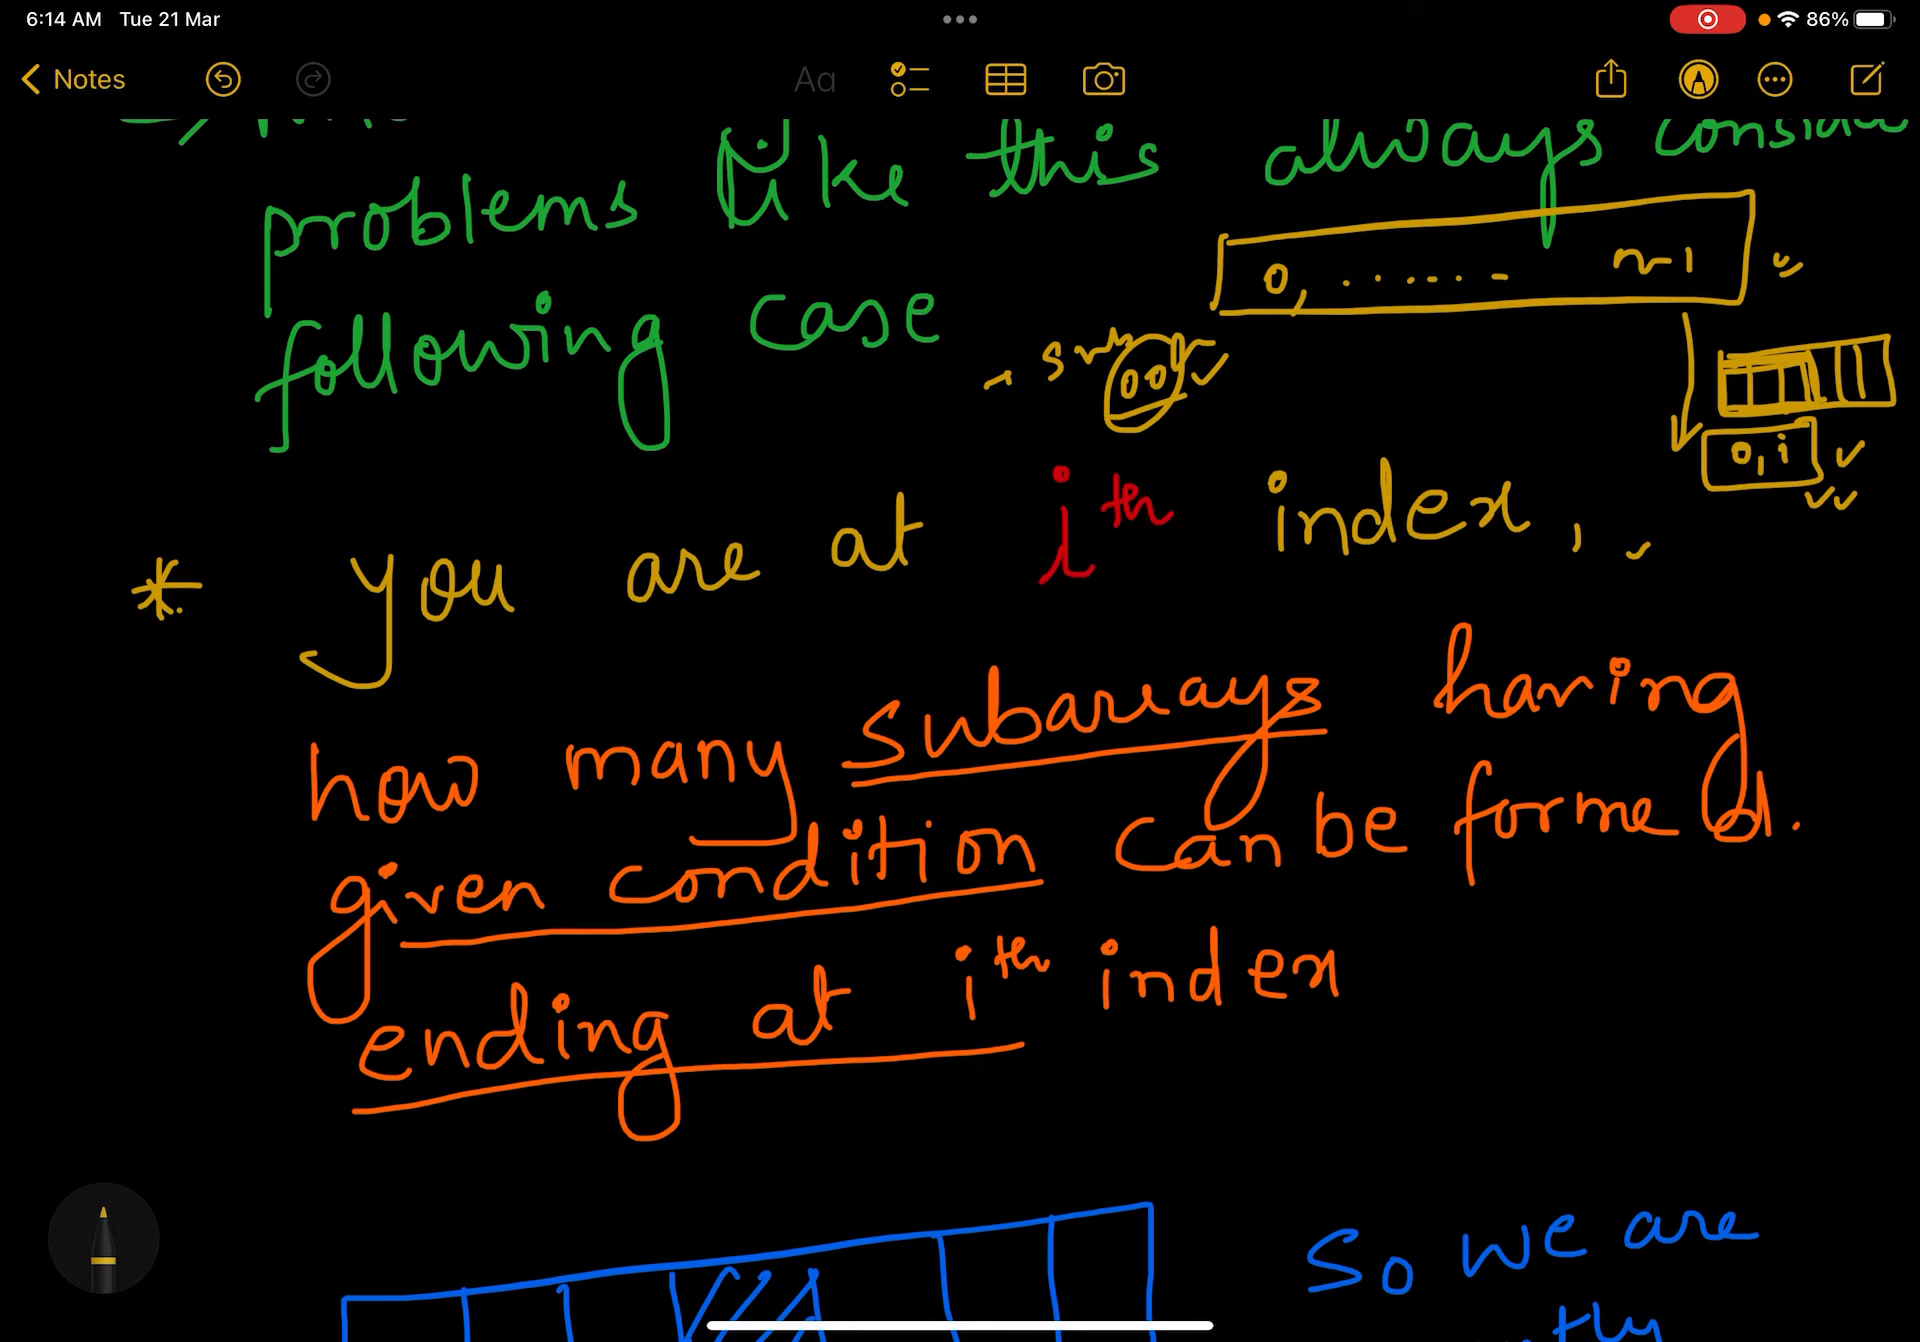 6:14 AM Tue 21 Mar
86%
Notes
Aa
problems like this always
0, ...... n-1
following case
0, i
* you are at ith index,
how many subarrays having
given condition can be formed.
ending at ith index
So we are